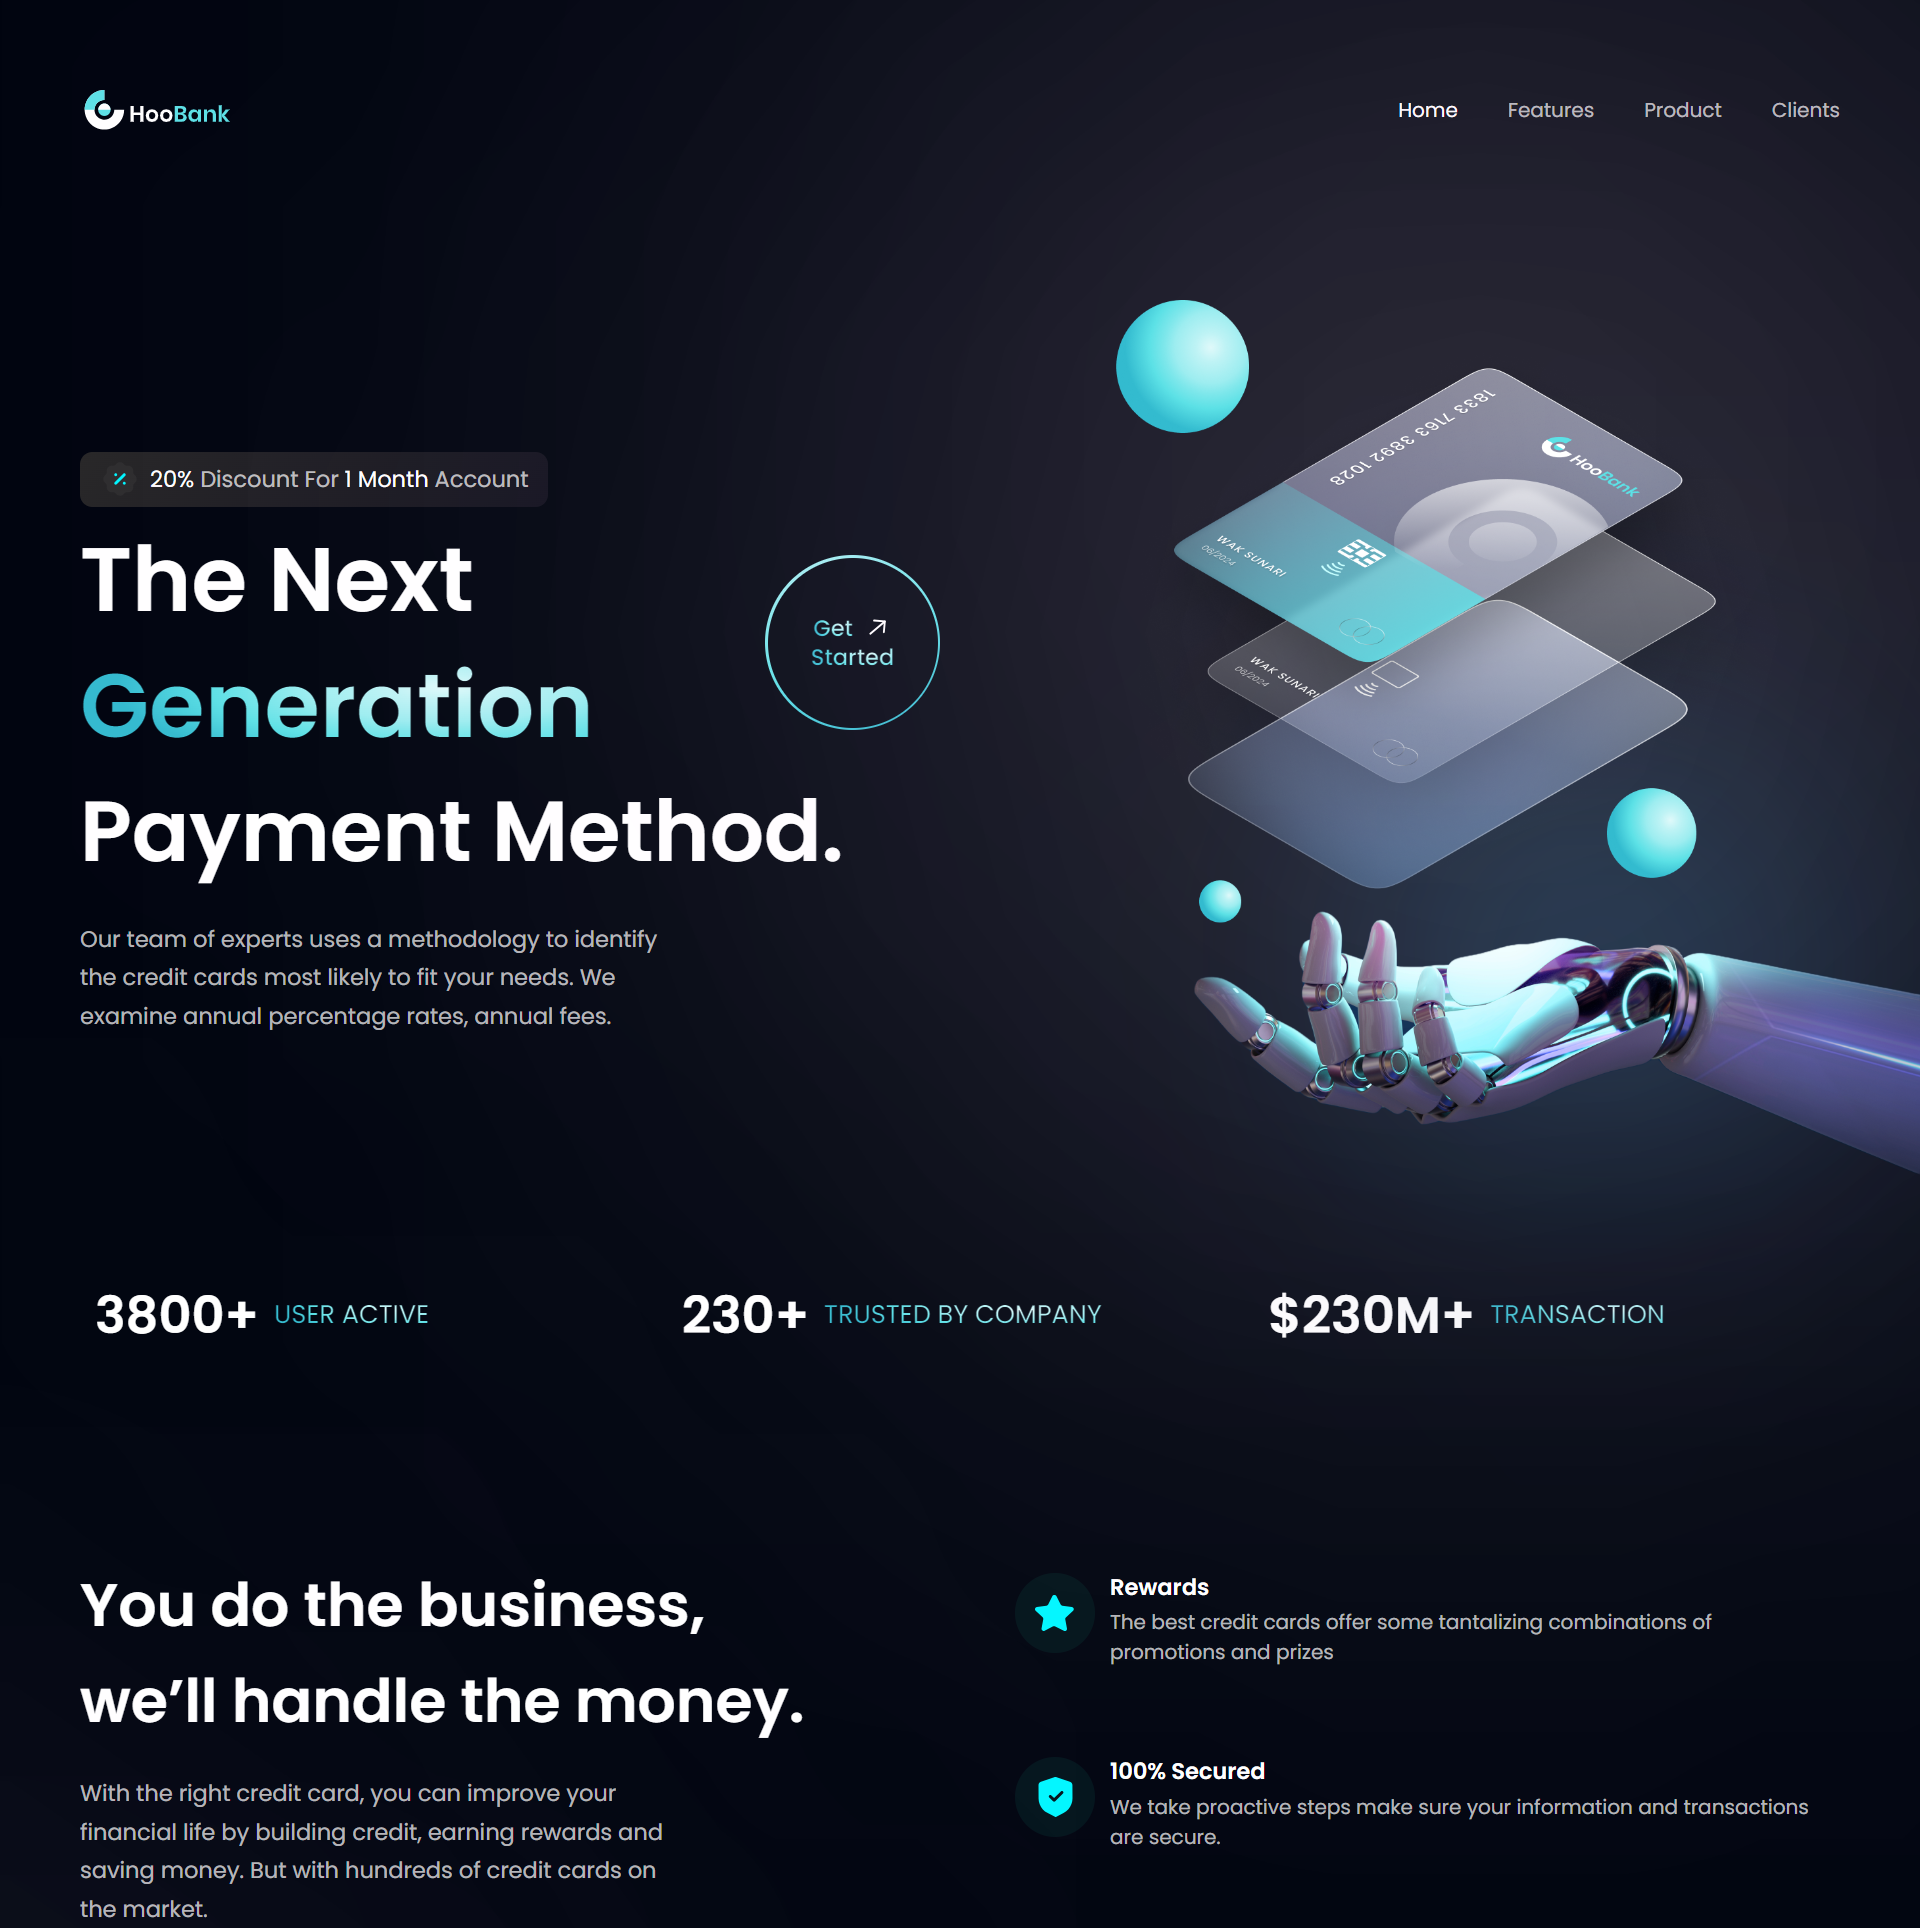 HooBank
Home
Features
Product
Clients
20% Discount For 1 Month Account
The Next
Generation
Payment Method.
Get
Started
Our team of experts uses a methodology to identify
the credit cards most likely to fit your needs. We
examine annual percentage rates, annual fees.
1833 7163 3892 1028
HooBank
WAK SUNARI
08/2024
WAK SUNARI
08/2024
3800+ USER ACTIVE
230+ TRUSTED BY COMPANY
$230M+ TRANSACTION
You do the business,
we’ll handle the money.
With the right credit card, you can improve your
financial life by building credit, earning rewards and
saving money. But with hundreds of credit cards on
the market.
Rewards
The best credit cards offer some tantalizing combinations of
promotions and prizes
100% Secured
We take proactive steps make sure your information and transactions
are secure.